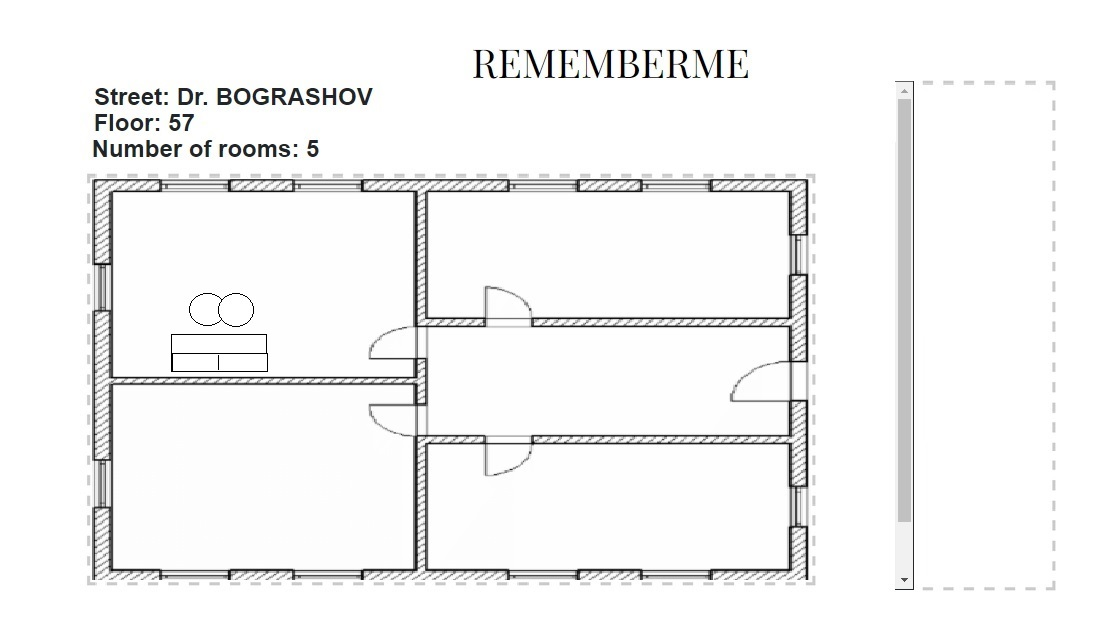 REMEMBERME
Street: Dr. BOGRASHOV
Floor: 57
Number of rooms: 5